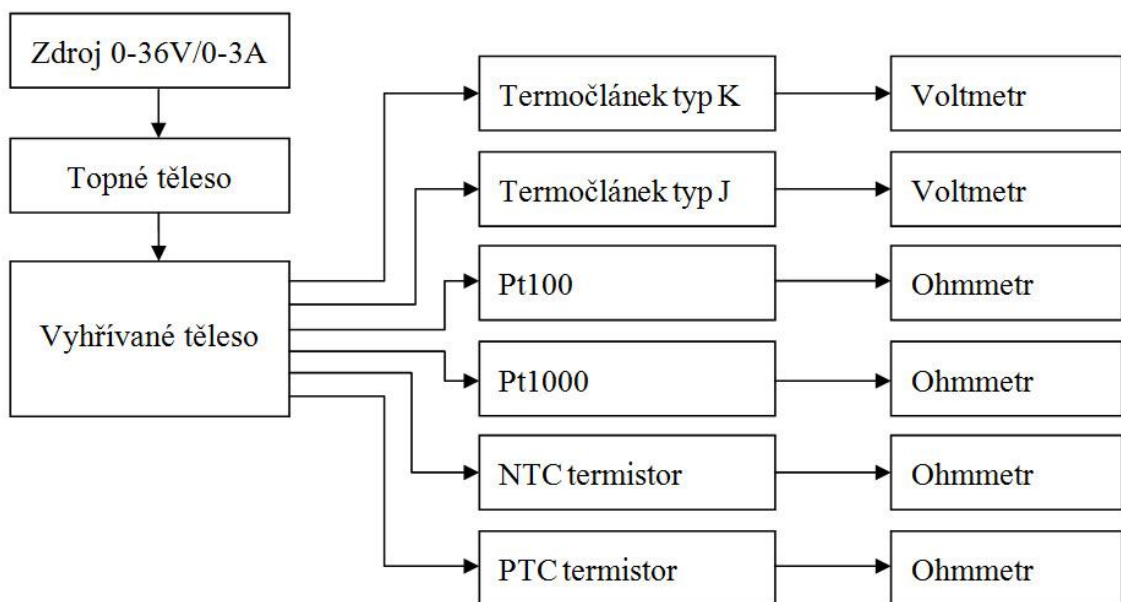 Zdroj 0-36V/0-3A
Topné těleso
Vyhřívané těleso
Termočlánek typ K
Voltmetr
Termočlánek typ J
Voltmetr
Pt100
Ohmmetr
Pt1000
Ohmmetr
NTC termistor
Ohmmetr
PTC termistor
Ohmmetr